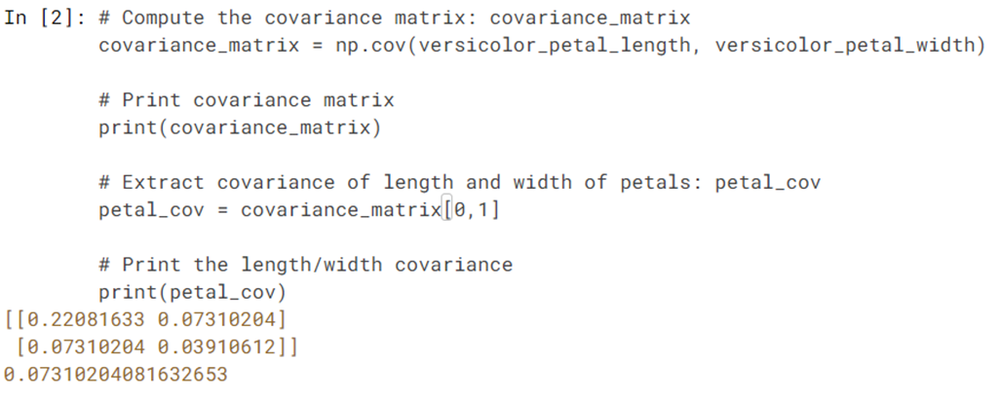 In [2]: # Compute the covariance matrix: covariance_matrix
covariance_matrix = np.cov(versicolor_petal_length, versicolor_petal_width)
# Print covariance matrix
print(covariance_matrix)
# Extract covariance of length and width of petals: petal_cov
petal_cov = covariance_matrix[0,1]
# Print the length/width covariance
print(petal_cov)
[[0.22081633 0.07310204]
[0.07310204 0.03910612]]
0.07310204081632653